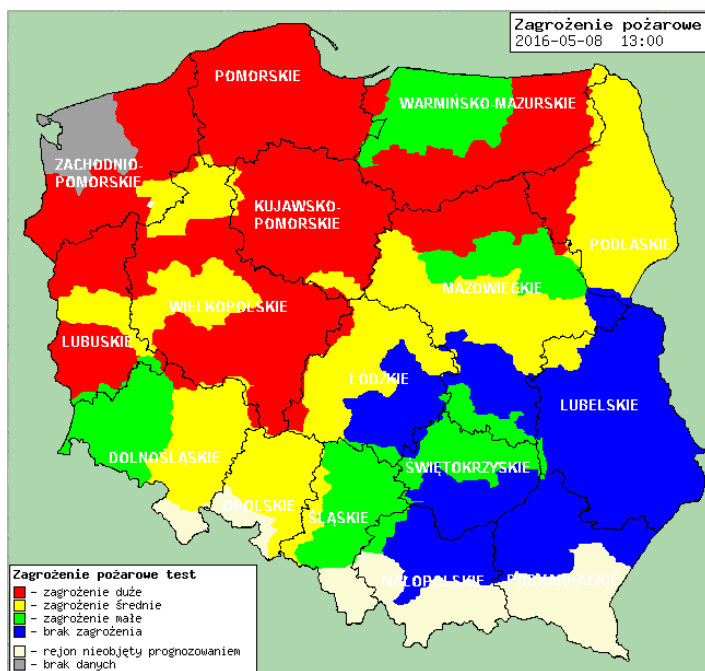 Zagrożenie pożarowe
2016-05-08 13:00
POMORSKIE
WARMIŃSKO-MAZURSKIE
ZACHODNIO-
POMORSKIE
KUJAWSKO-
POMORSKIE
PODLASKIE
MAZOWIECKIE
WIELKOPOLSKIE
LUBUSKIE
ŁÓDZKIE
LUBELSKIE
DOLNOŚLĄSKIE
ŚWIĘTOKRZYSKIE
OPOLSKIE
ŚLĄSKIE
MAŁOPOLSKIE
PODKARPACKIE
Zagrożenie pożarowe test
- zagrożenie duże
- zagrożenie średnie
- zagrożenie małe
- brak zagrożenia
- rejon nieobjęty prognozowaniem
- brak danych